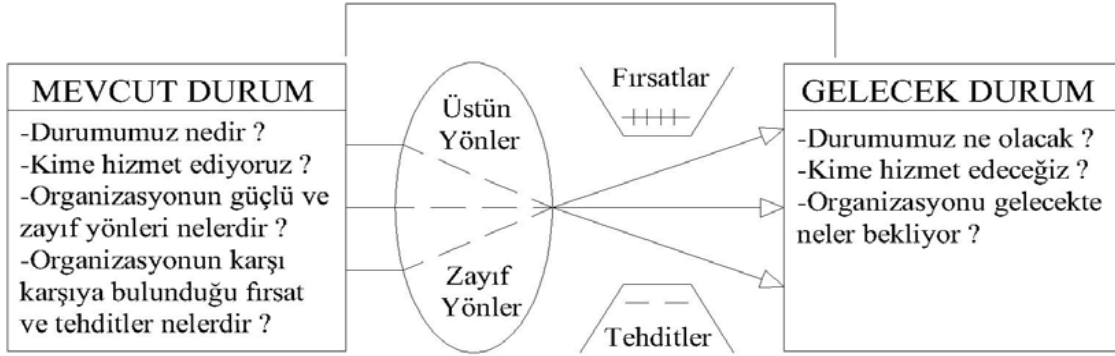 MEVCUT DURUM
-Durumumuz nedir ?
-Kime hizmet ediyoruz ?
-Organizasyonun güçlü ve
zayıf yönleri nelerdir ?
-Organizasyonun karşı
karşıya bulunduğu fırsat
ve tehditler nelerdir ?
Üstün
Yönler
Zayıf
Yönler
Fırsatlar
Tehditler
GELECEK DURUM
-Durumumuz ne olacak ?
-Kime hizmet edeceğiz ?
-Organizasyonu gelecekte
neler bekliyor ?